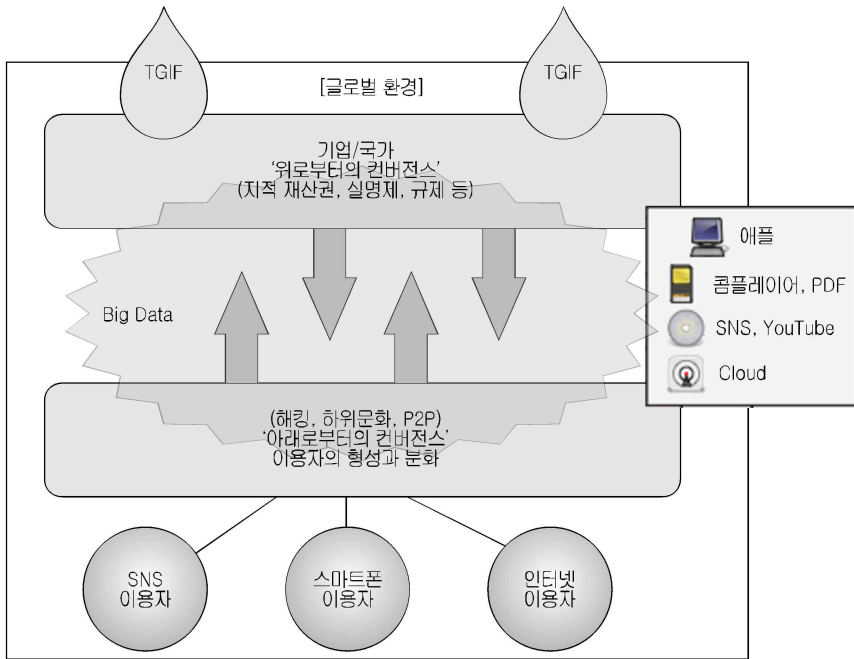 TGIF
TGIF
[글로벌 환경]
기업/국가
‘위로부터의 컨버전스’
(지적 재산권, 실명제, 규제 등)
애플
콤플레이어, PDF
SNS, YouTube
Cloud
Big Data
(해킹, 하위문화, P2P)
‘아래로부터의 컨버전스’
이용자의 형성과 분화
SNS
이용자
스마트폰
이용자
인터넷
이용자